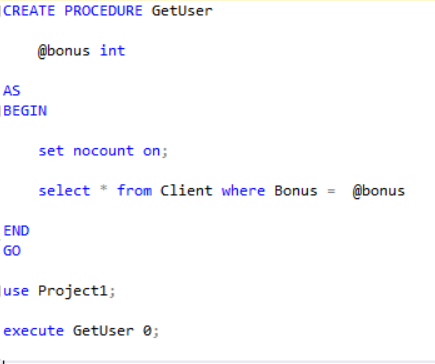 CREATE PROCEDURE GetUser
@bonus int
AS
BEGIN
set nocount on;
select * from Client where Bonus = @bonus
END
GO
use Project1;
execute GetUser 0;